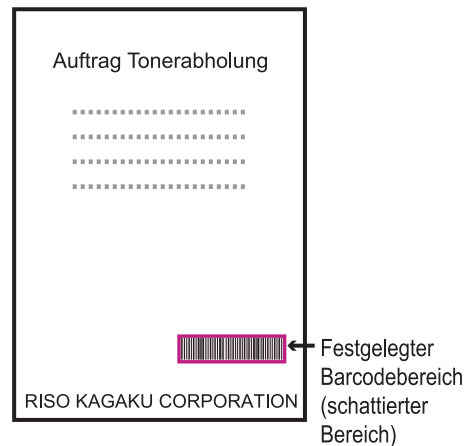 Auftrag Tonerabholung
Festgelegter
Barcodebereich
(schattierter
Bereich)
RISO KAGAKU CORPORATION